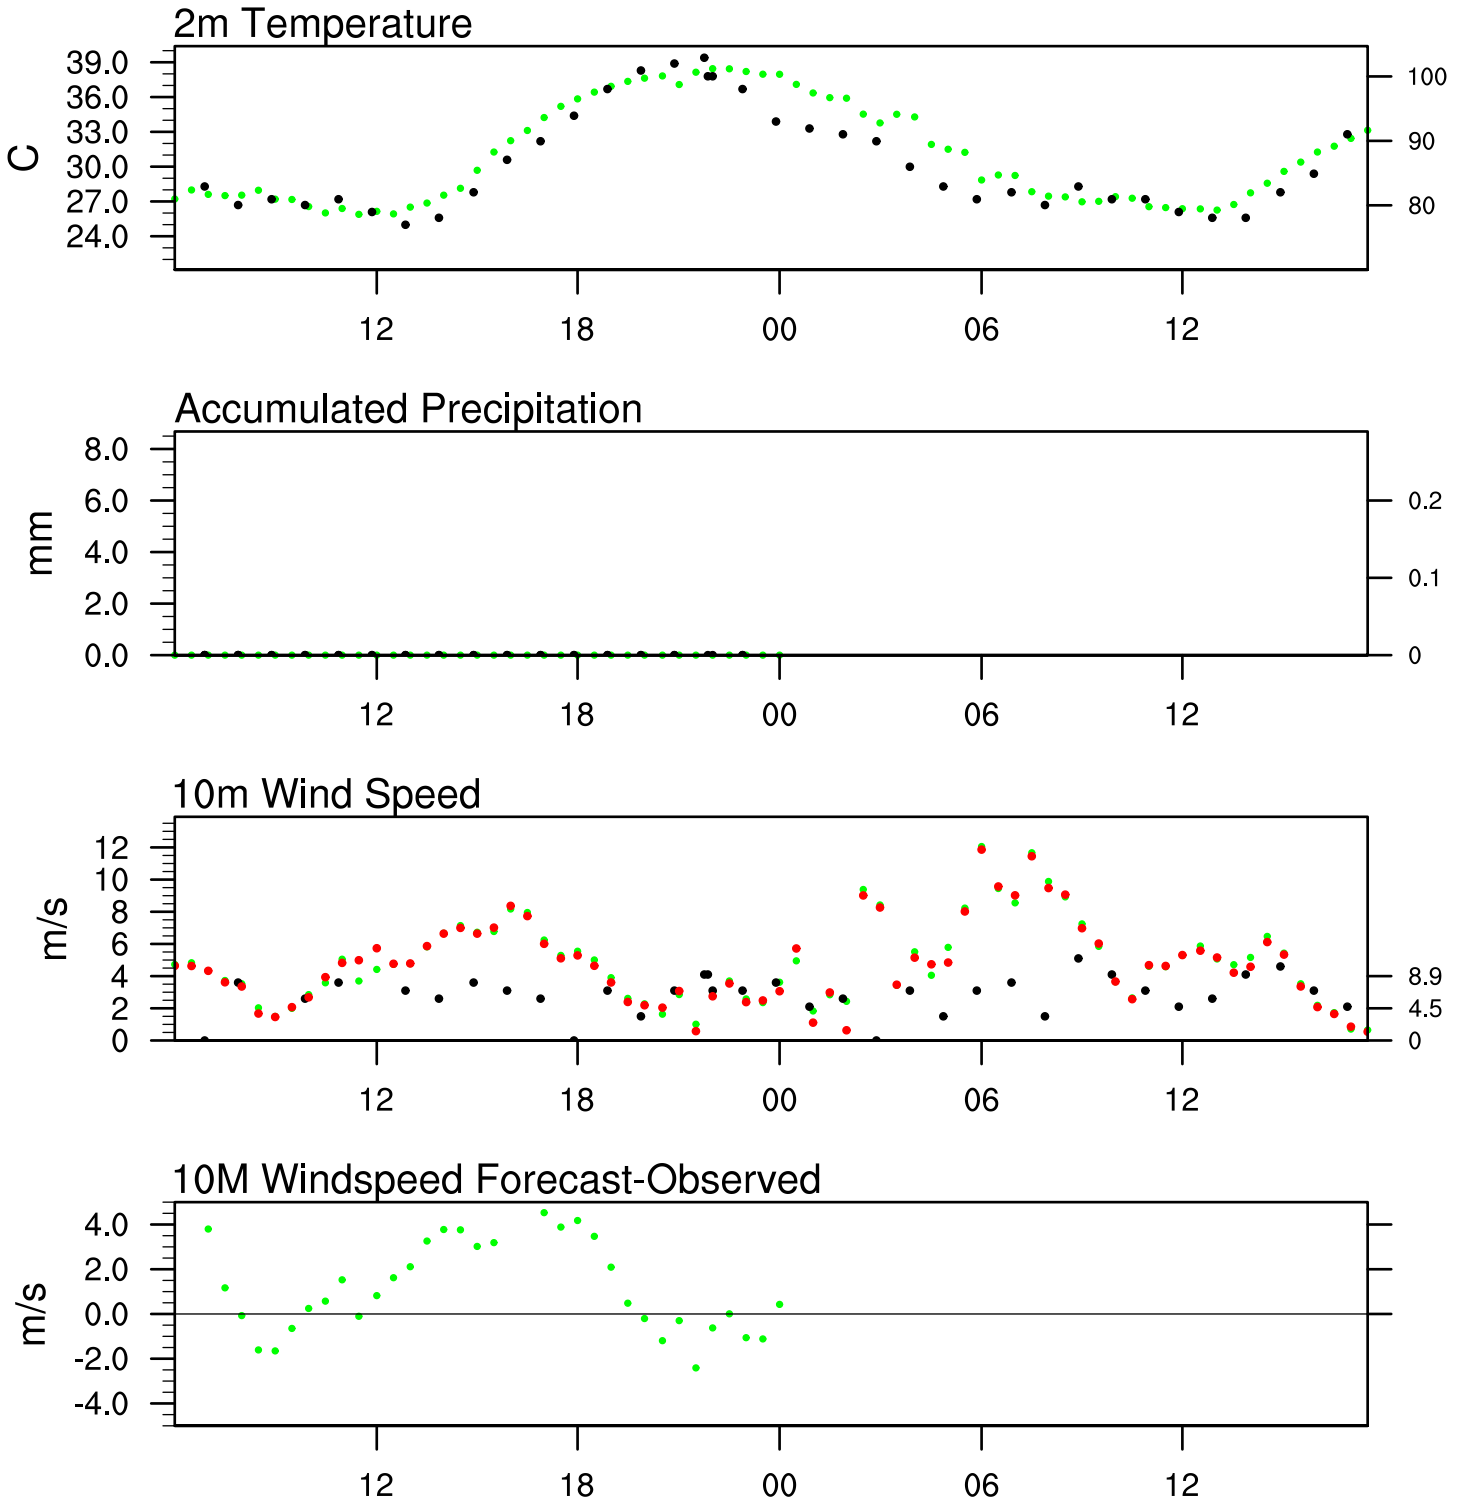 2m Temperature
39.0
36.0
33.0
30.0
27.0
24.0
C
100
90
80
12 18 00 06 12
Accumulated Precipitation
8.0
6.0
4.0
2.0
0.0
mm
0.2
0.1
0
12 18 00 06 12
10m Wind Speed
12
10
8
6
4
2
0
m/s
8.9
4.5
0
12 18 00 06 12
10M Windspeed Forecast-Observed
4.0
2.0
0.0
-2.0
-4.0
m/s
12 18 00 06 12